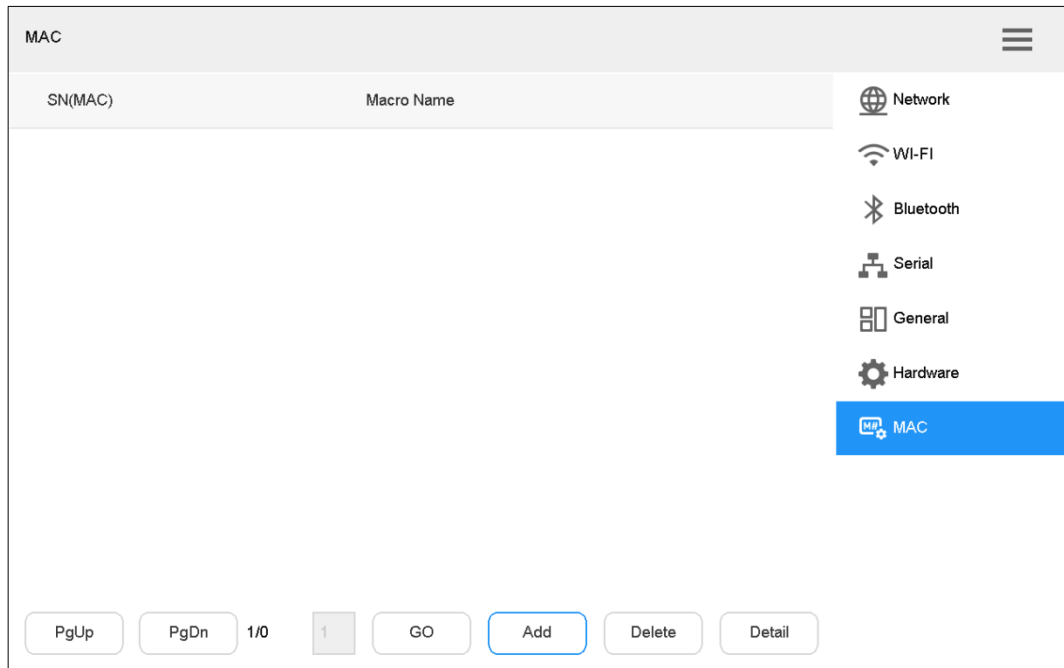 MAC
SN(MAC) Macro Name
Network
WI-FI
Bluetooth
Serial
General
Hardware
M# MAC
PgUp PgDn 1/0 1 GO Add Delete Detail